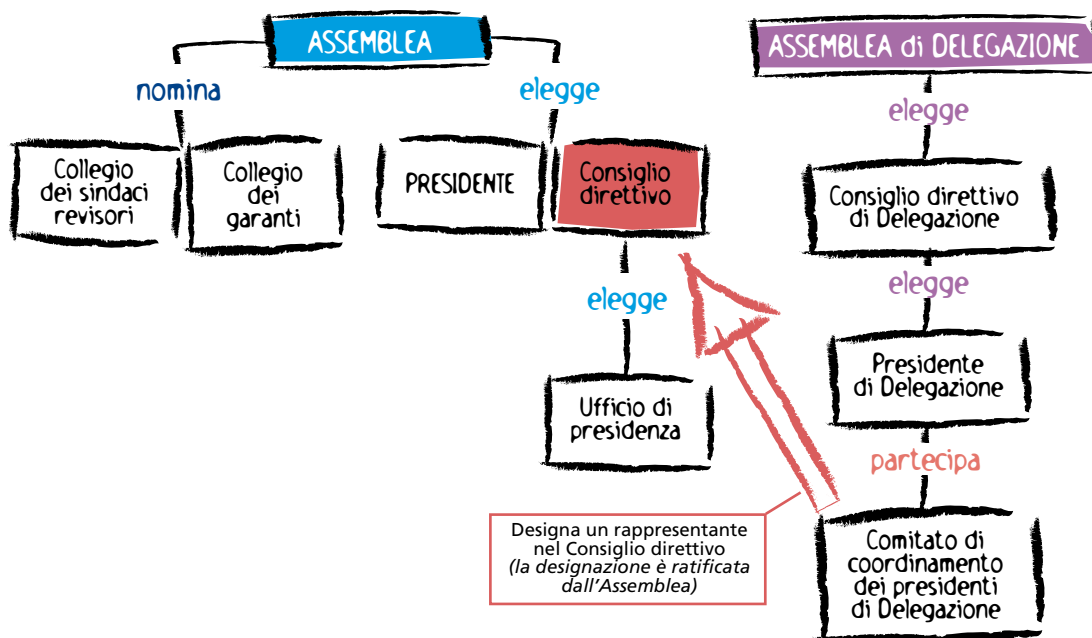 ASSEMBLEA
nomina
elegge
Collegio
dei sindaci
revisori
Collegio
dei
garanti
PRESIDENTE
Consiglio
direttivo
elegge
Ufficio di
presidenza
Designa un rappresentante
nel Consiglio direttivo
(la designazione è ratificata
dall'Assemblea)
ASSEMBLEA di DELEGAZIONE
elegge
Consiglio direttivo
di Delegazione
elegge
Presidente
di Delegazione
partecipa
Comitato di
coordinamento
dei presidenti
di Delegazione